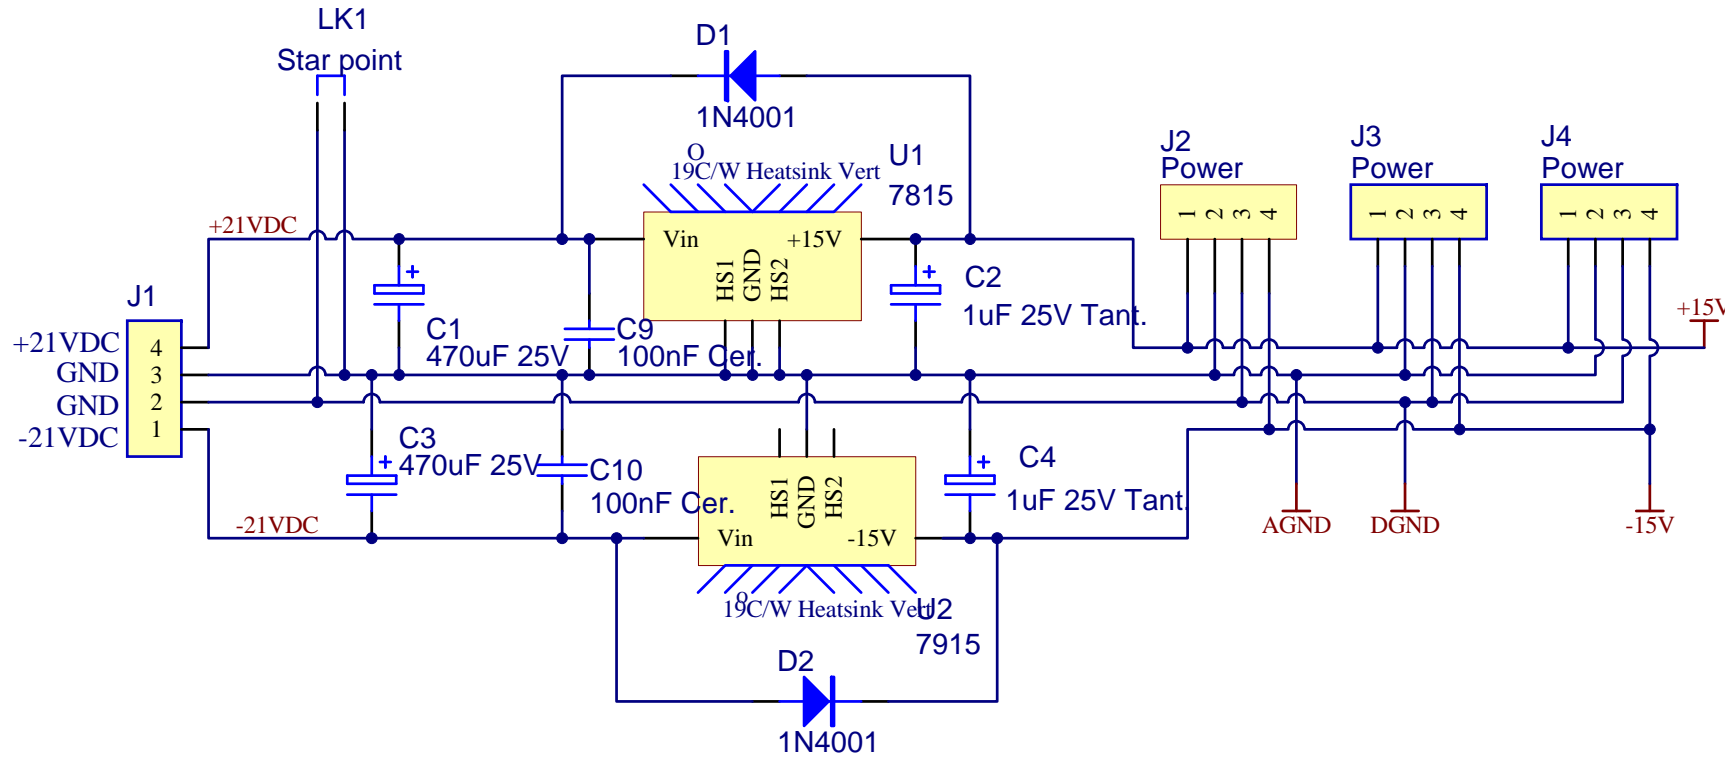 LK1
Star point
D1
1N4001
O
19C/W Heatsink Vert
U1
7815
J2
Power
1 2 3 4
J3
Power
1 2 3 4
J4
Power
1 2 3 4
+21VDC
Vin
+15V
HS1
GND
HS2
+
C1
470uF 25V
C9
100nF Cer.
+
C2
1uF 25V Tant.
+15V
J1
+21VDC 4
GND 3
GND 2
-21VDC 1
C3
+
470uF 25V
C10
100nF Cer.
HS1
GND
HS2
Vin
-15V
+
C4
1uF 25V Tant.
-21VDC
AGND
DGND
-15V
o
19C/W Heatsink Vert
U2
7915
D2
1N4001